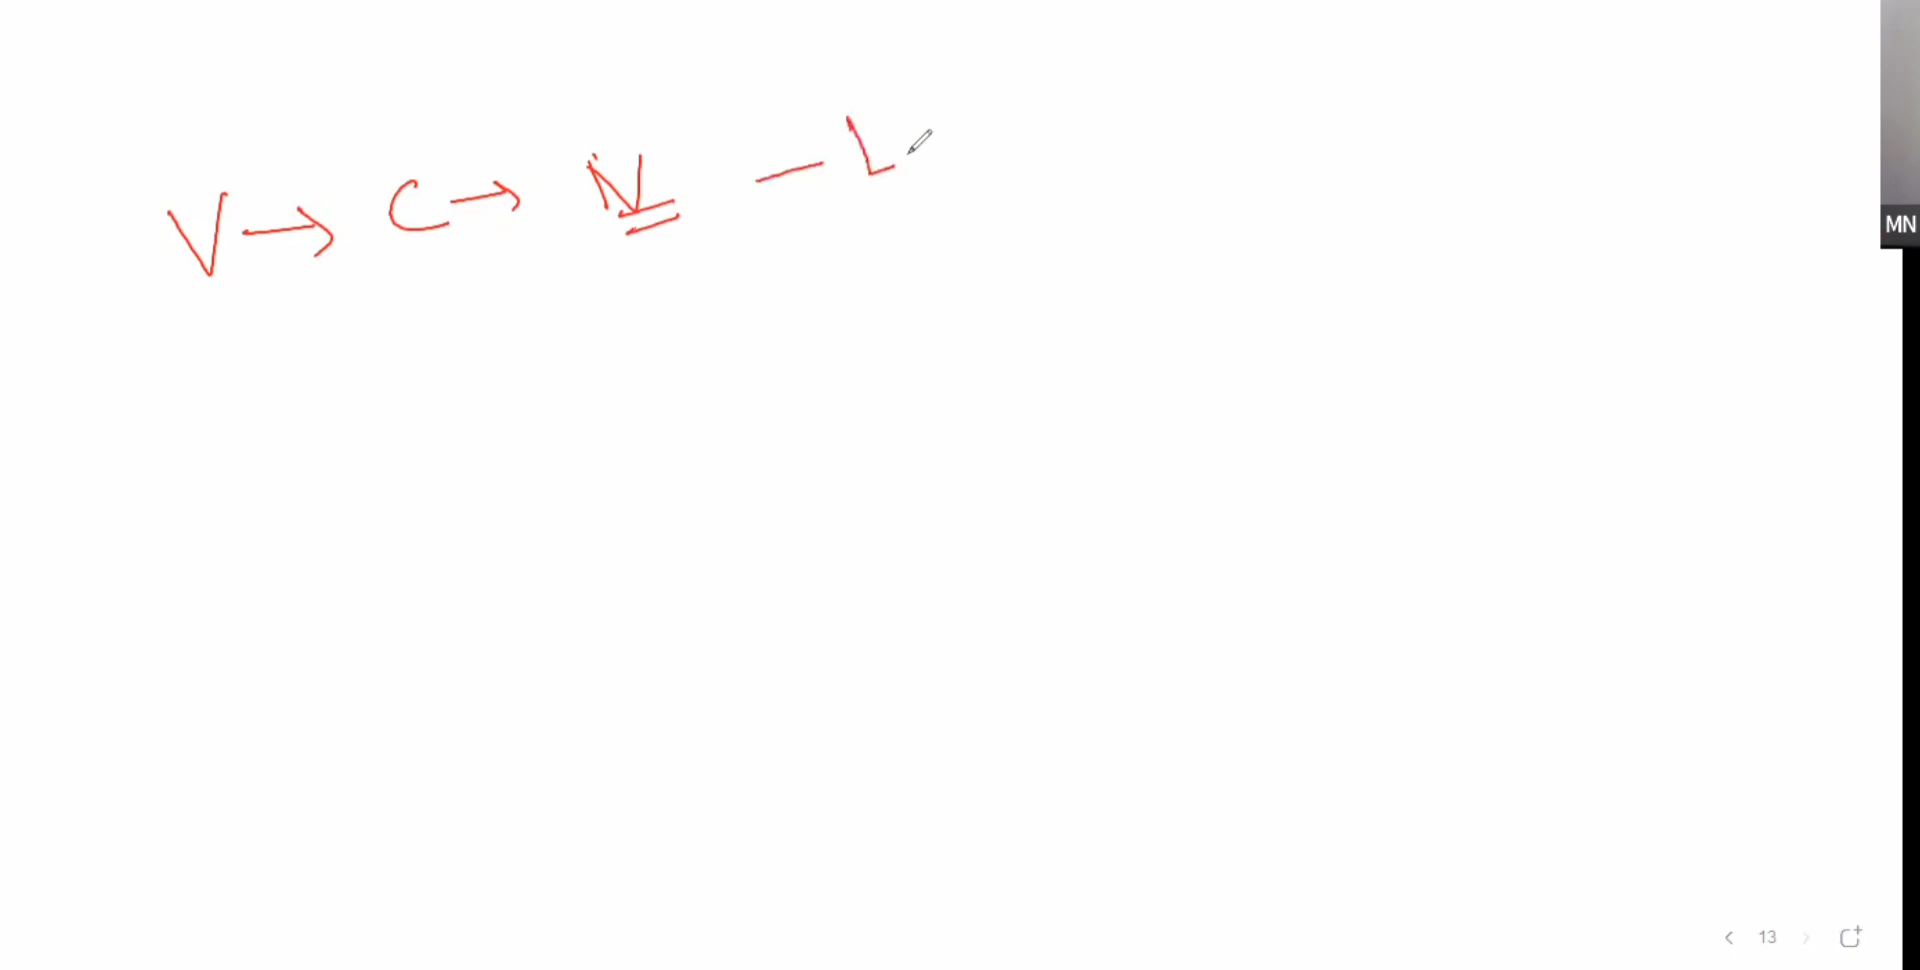 V → C → N — L
MN
13